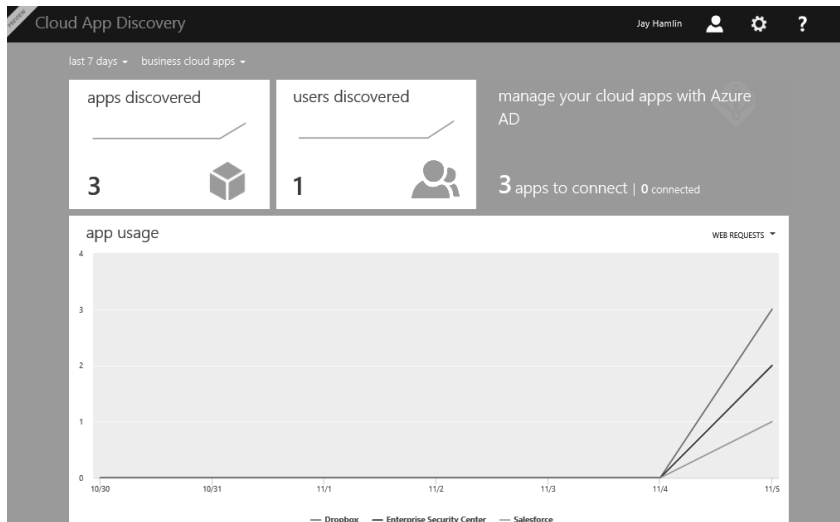 PREVIEW
Cloud App Discovery
Jay Hamlin
?
last 7 days
business cloud apps
apps discovered
3
users discovered
1
manage your cloud apps with Azure
AD
3 apps to connect | 0 connected
app usage
WEB REQUESTS
4
3
2
1
0
10/30 10/31 11/1 11/2 11/3 11/4 11/5
Dropbox Enterprise Security Center Salesforce